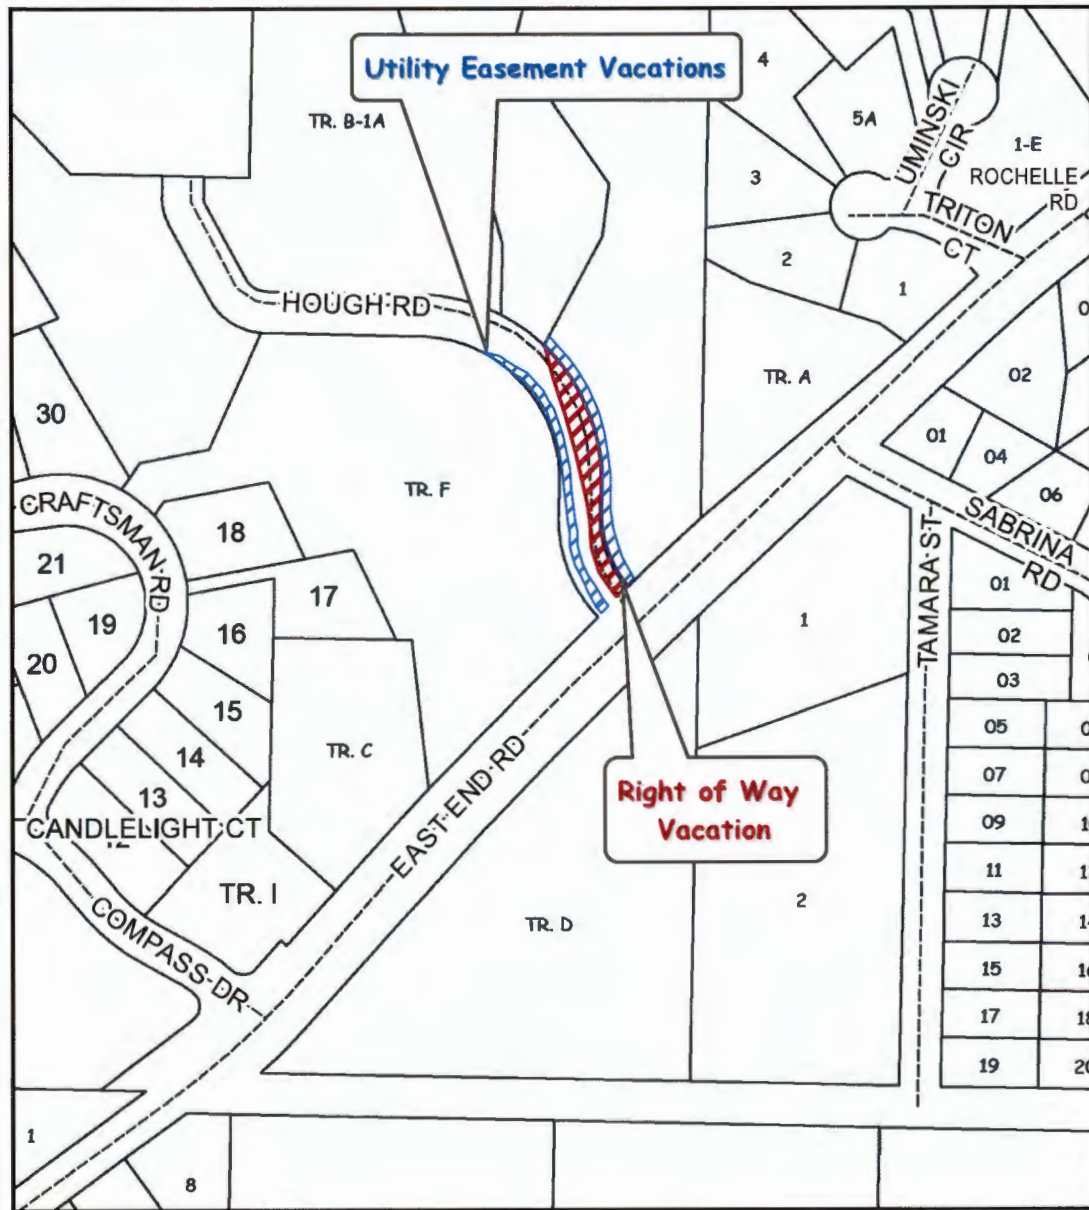 Utility Easement Vacations
4
TR. B-1A
5A
UMINSKI
CIR
1-E
ROCHELLE
RD
3
TRITON
CT
2
1
HOUGH RD
TR. A
02
30
01
04
TR. F
06
CRAFTSMAN RD
18
SABRINA
RD
21
TAMARA ST
17
01
19
16
1
02
20
03
15
05
TR. C
14
07
13
Right of Way
Vacation
EAST END RD
09
CANDLELIGHT CT
11
TR. I
2
13
COMPASS DR
TR. D
15
17
19
1
8